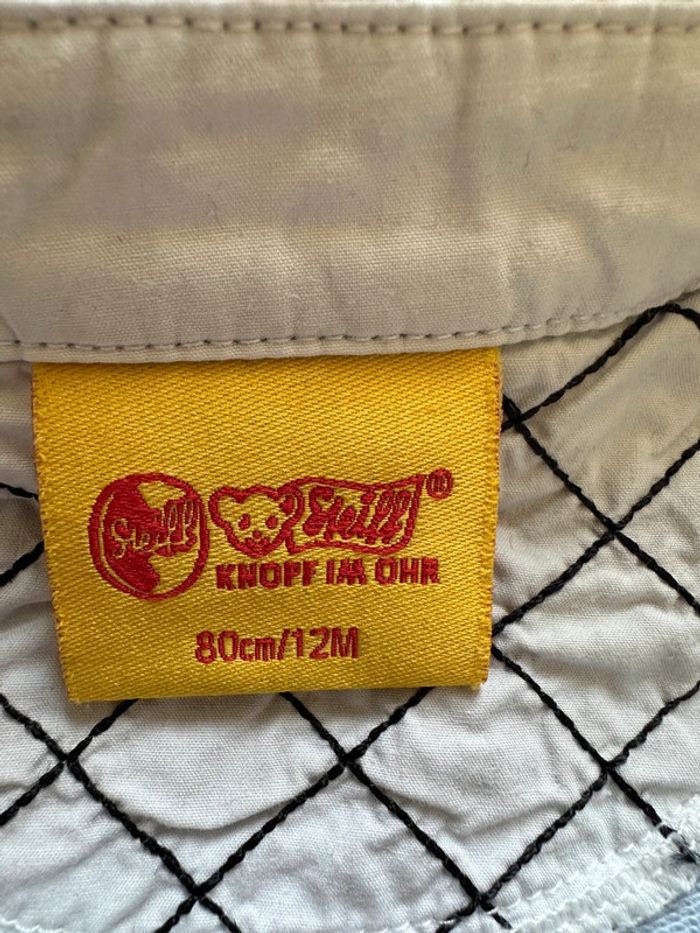 Steiff Steiff®
KNOPF IM OHR
80cm/12M